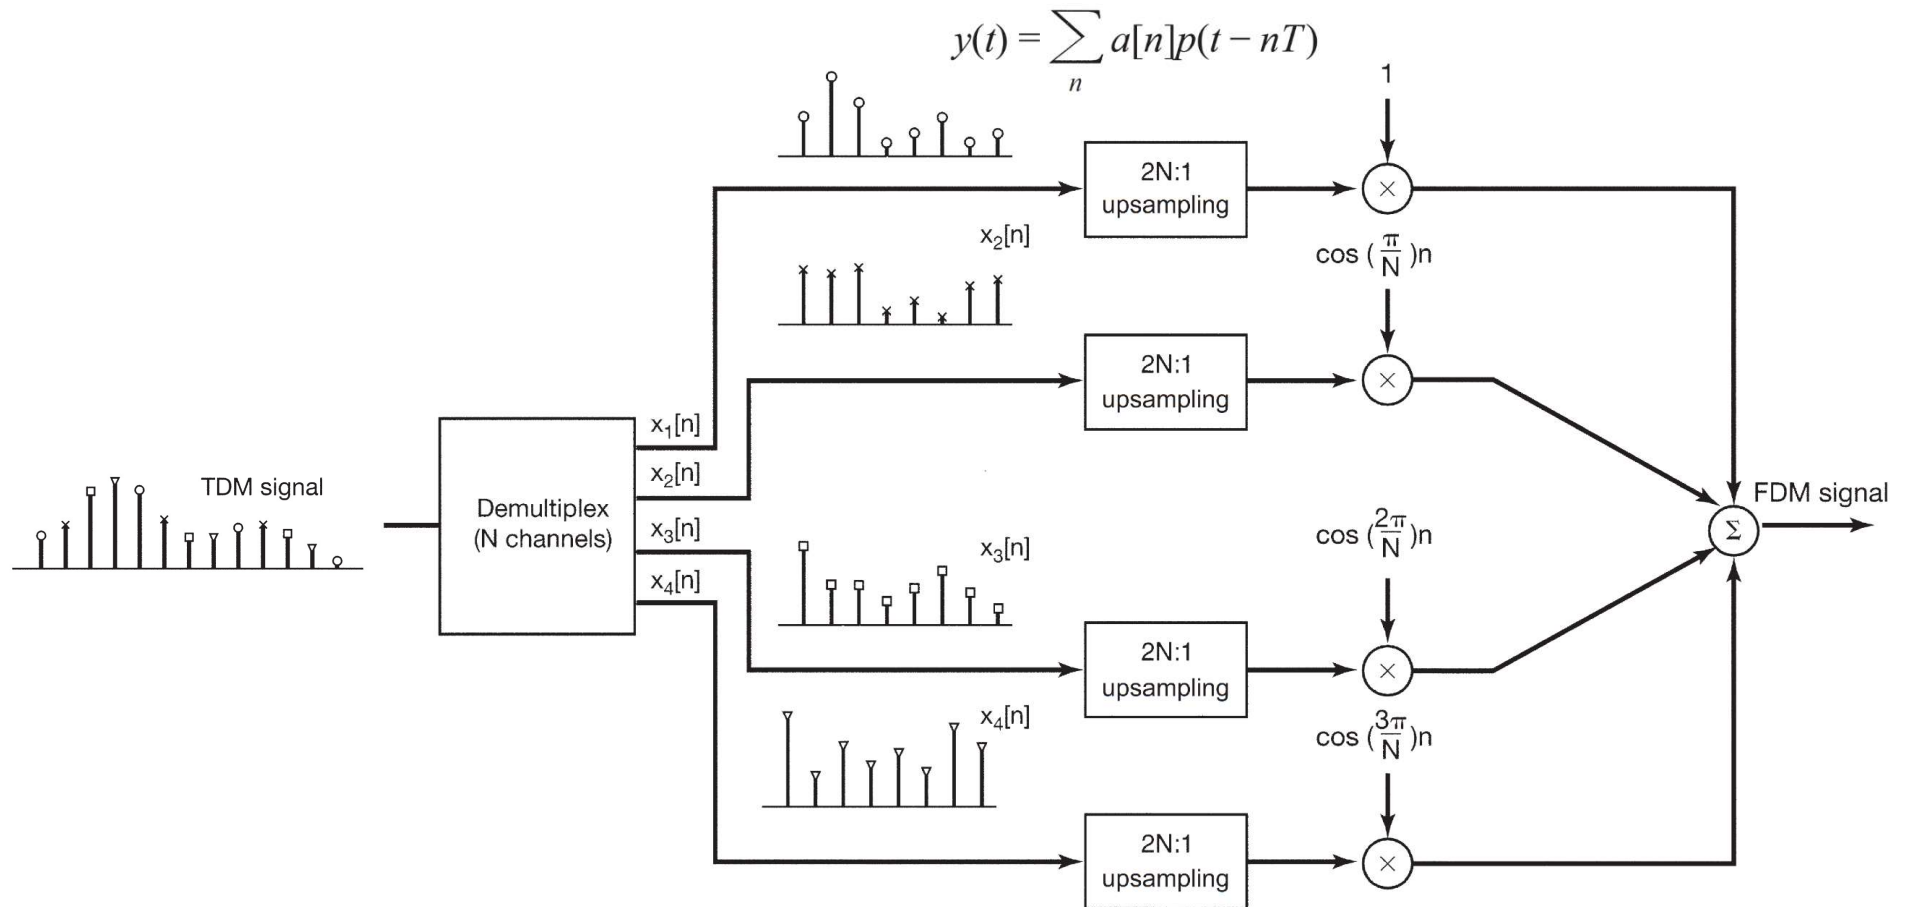 y(t) = ∑ a[n]p(t − nT)
n
1
2N:1
upsampling
×
x₂[n]
cos (π/N)n
2N:1
upsampling
×
x₁[n]
x₂[n]
x₃[n]
x₄[n]
TDM signal
Demultiplex
(N channels)
x₃[n]
cos (2π/N)n
Σ
FDM signal
2N:1
upsampling
×
x₄[n]
cos (3π/N)n
2N:1
upsampling
×